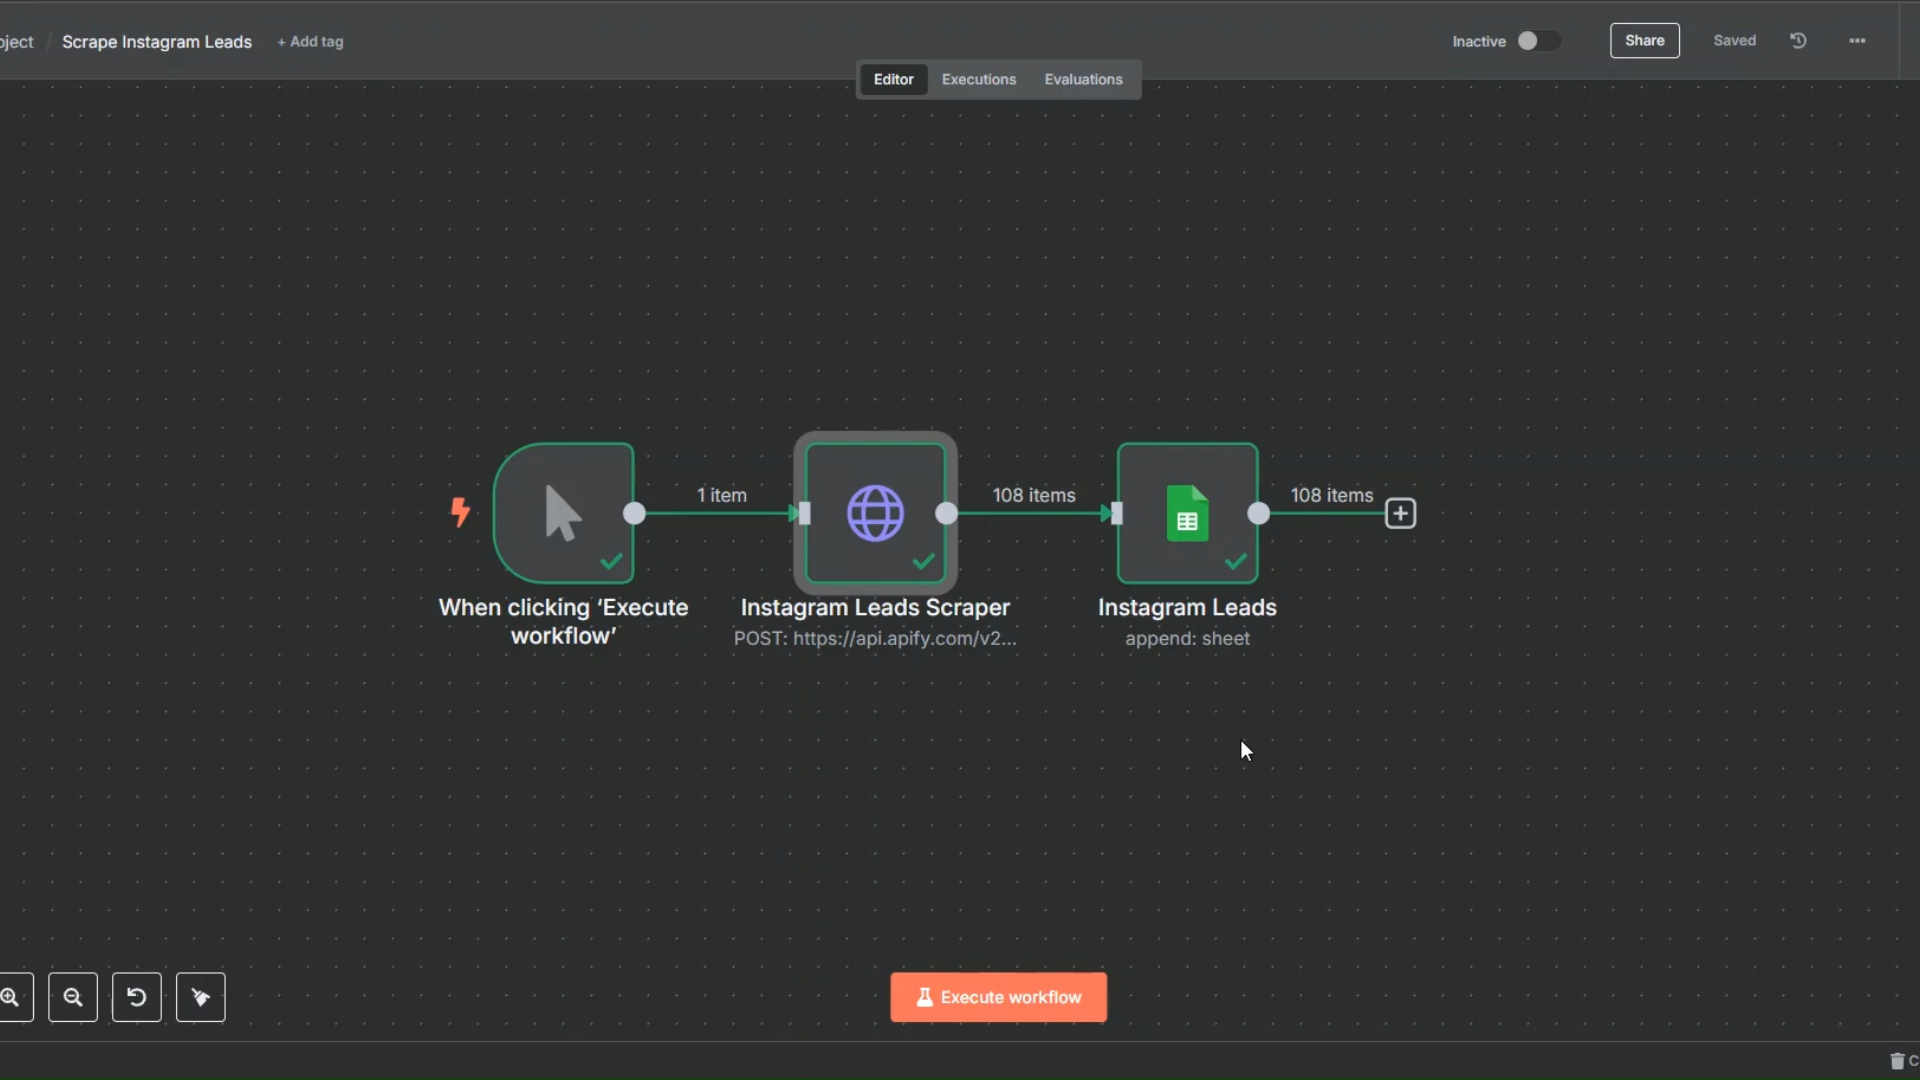 oject / Scrape Instagram Leads + Add tag
Inactive
Share
Saved
Editor Executions Evaluations
1 item
108 items
108 items
When clicking ‘Execute
workflow’
Instagram Leads Scraper
POST: https://api.apify.com/v2...
Instagram Leads
append: sheet
Execute workflow
C